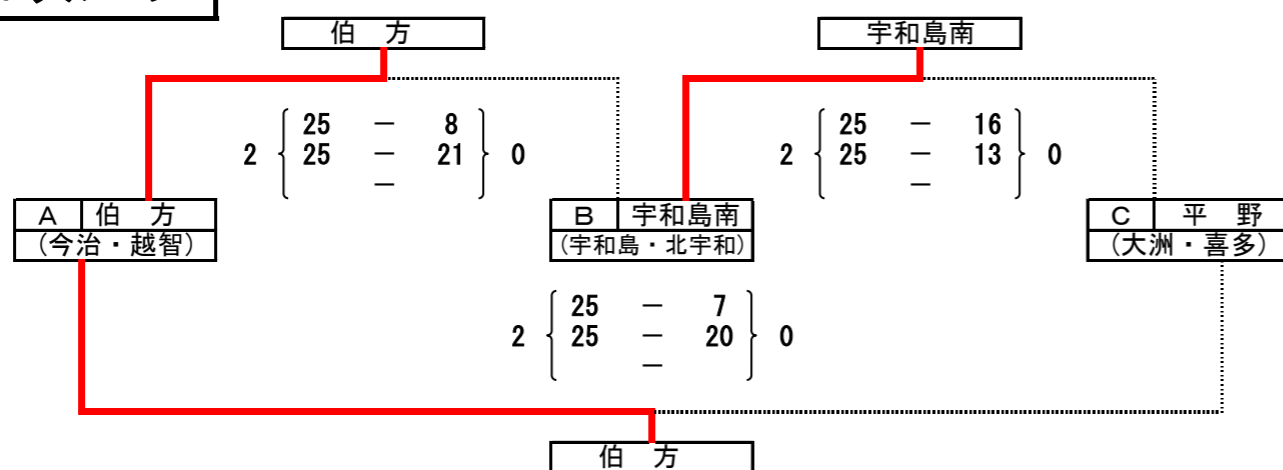 伯 方
宇和島南
25 － 8
2 25 － 21 0
－
25 － 16
2 25 － 13 0
－
A 伯 方
(今治・越智)
B 宇和島南
(宇和島・北宇和)
C 平 野
(大洲・喜多)
25 － 7
2 25 － 20 0
－
伯 方